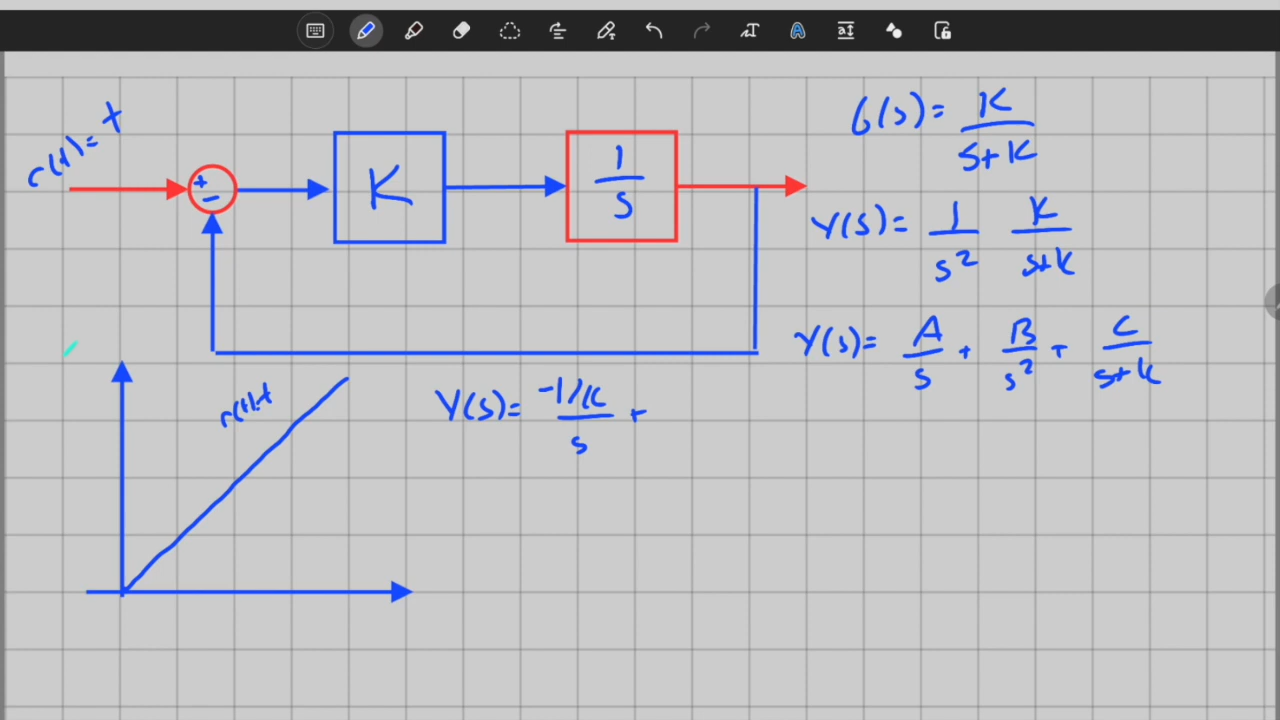 r(t)= t
+
−
K
1/s
G(s)= K/(s+K)
Y(s)= 1/s² K/(s+K)
Y(s)= A/s + B/s² + C/(s+K)
r(t)=t
Y(s)= (-1/K)/s +